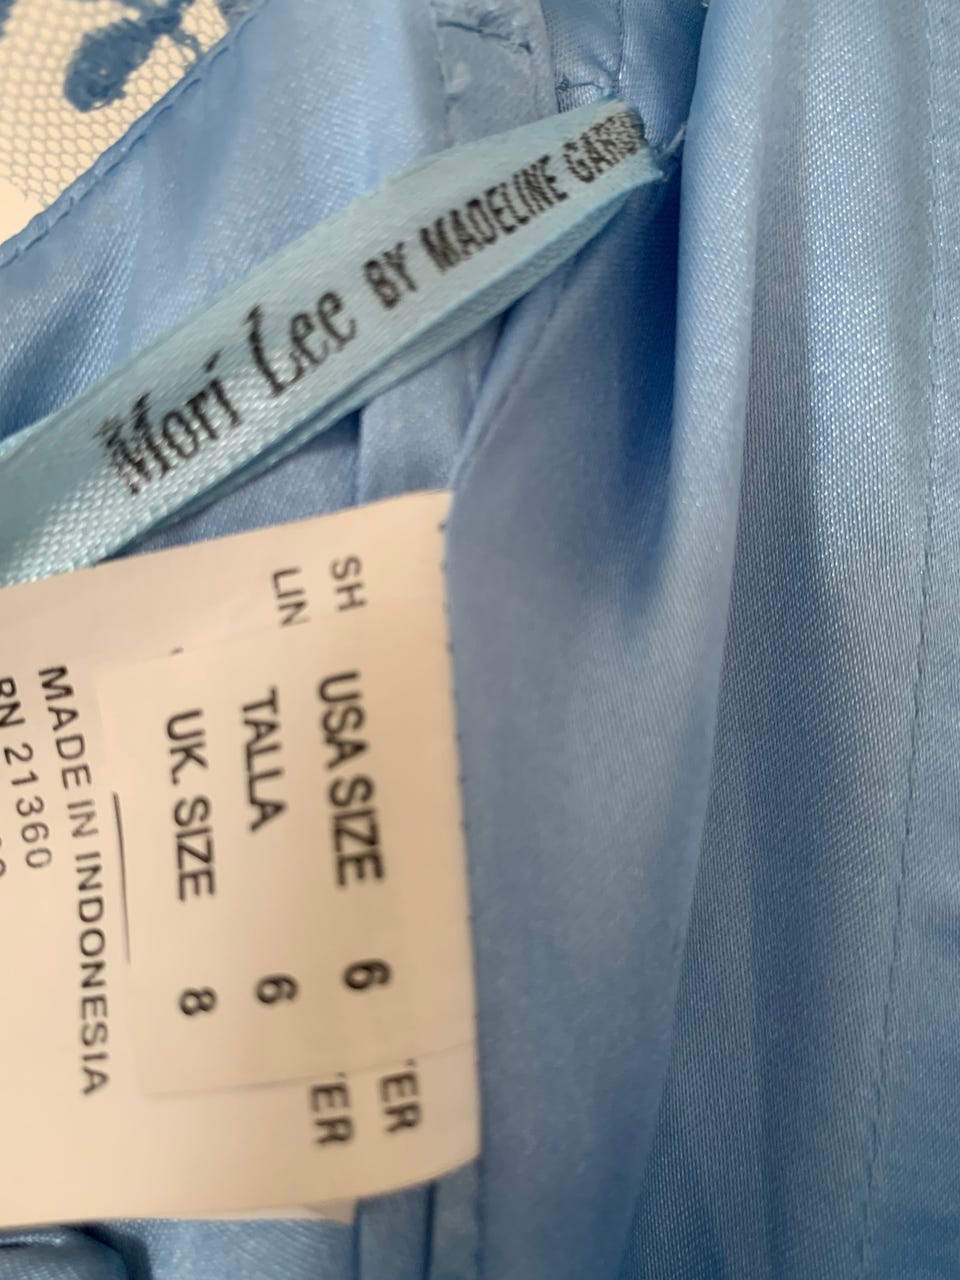 Mori Lee BY MADELINE
SH
LIN
USA SIZE 6
TALLA 6
UK. SIZE 8
'ER
'ER
MADE IN INDONESIA
RN 21360